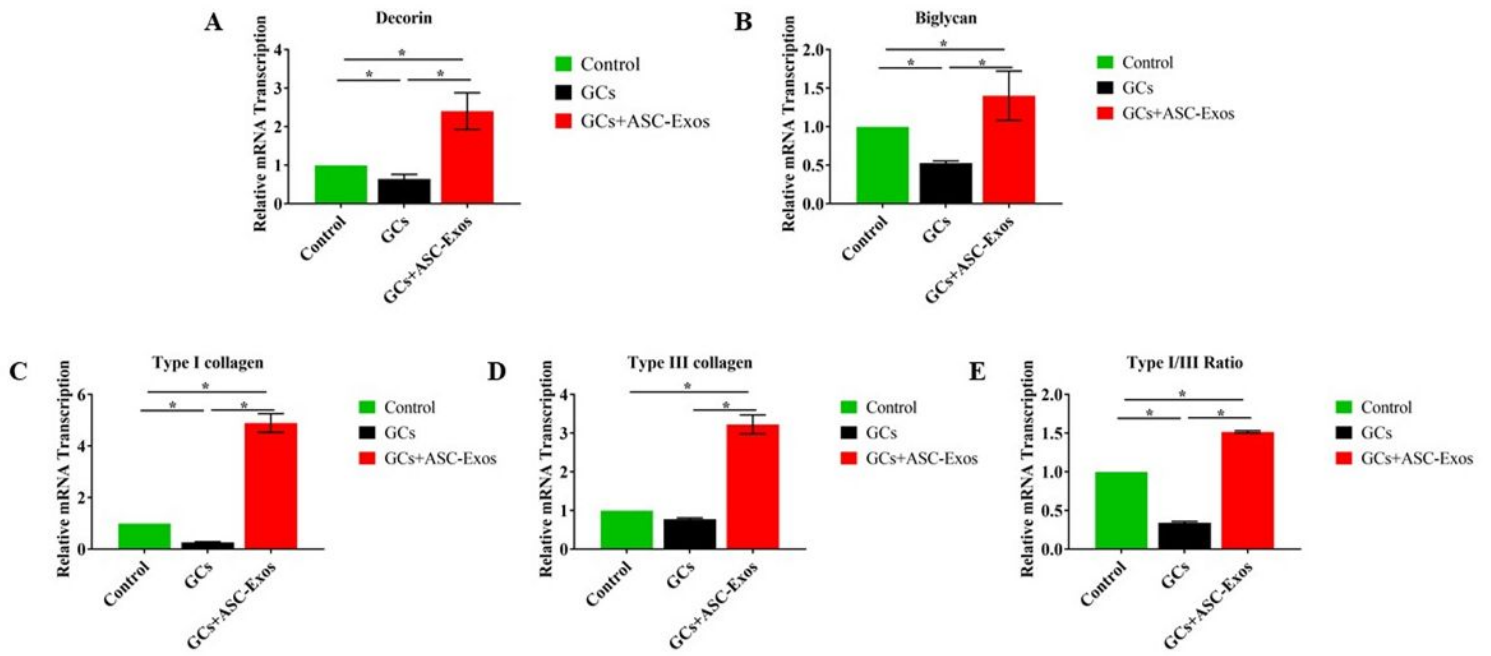 A
Decorin
Relative mRNA Transcription
4
3
2
1
0
*
*
*
Control
GCs
GCs+ASC-Exos
Control
GCs
GCs+ASC-Exos
B
Biglycan
Relative mRNA Transcription
2.0
1.5
1.0
0.5
0.0
*
*
*
Control
GCs
GCs+ASC-Exos
Control
GCs
GCs+ASC-Exos
C
Type I collagen
Relative mRNA Transcription
6
4
2
0
*
*
*
Control
GCs
GCs+ASC-Exos
Control
GCs
GCs+ASC-Exos
D
Type III collagen
Relative mRNA Transcription
4
3
2
1
0
*
*
Control
GCs
GCs+ASC-Exos
Control
GCs
GCs+ASC-Exos
E
Type I/III Ratio
Relative mRNA Transcription
2.0
1.5
1.0
0.5
0.0
*
*
*
Control
GCs
GCs+ASC-Exos
Control
GCs
GCs+ASC-Exos